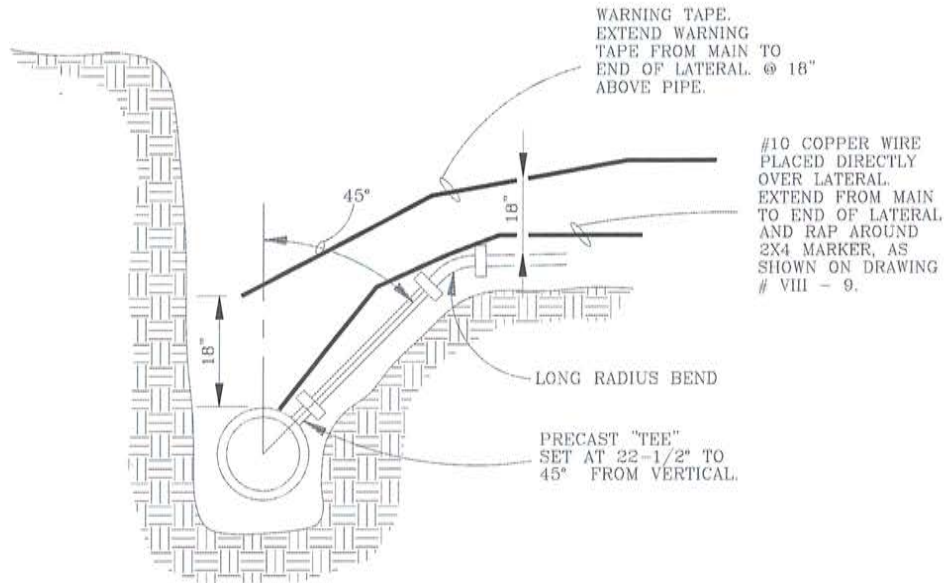 WARNING TAPE.
EXTEND WARNING
TAPE FROM MAIN TO
END OF LATERAL. @ 18"
ABOVE PIPE.
#10 COPPER WIRE
PLACED DIRECTLY
OVER LATERAL.
EXTEND FROM MAIN
TO END OF LATERAL
AND RAP AROUND
2X4 MARKER, AS
SHOWN ON DRAWING
# VIII - 9.
45°
18"
18"
LONG RADIUS BEND
PRECAST "TEE"
SET AT 22-1/2° TO
45° FROM VERTICAL.